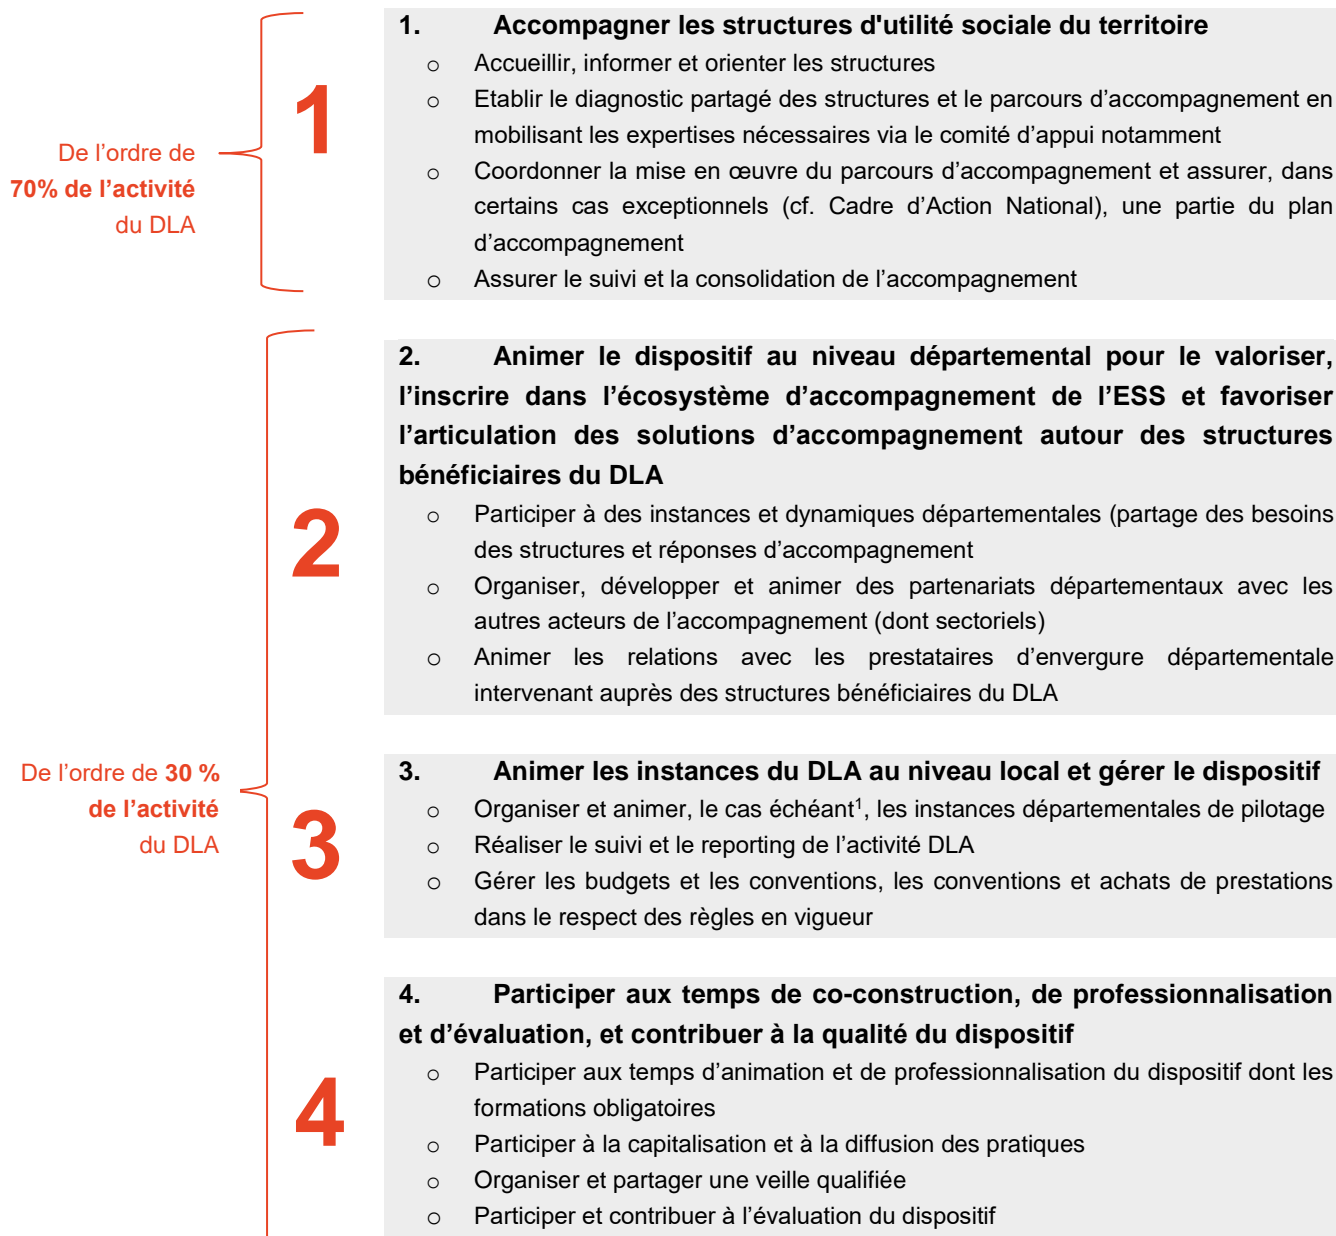 1. Accompagner les structures d'utilité sociale du territoire
o Accueillir, informer et orienter les structures
o Etablir le diagnostic partagé des structures et le parcours d’accompagnement en
mobilisant les expertises nécessaires via le comité d’appui notamment
o Coordonner la mise en œuvre du parcours d’accompagnement et assurer, dans
certains cas exceptionnels (cf. Cadre d’Action National), une partie du plan
d’accompagnement
o Assurer le suivi et la consolidation de l’accompagnement
1
De l’ordre de
70% de l’activité
du DLA
2. Animer le dispositif au niveau départemental pour le valoriser,
l’inscrire dans l’écosystème d’accompagnement de l’ESS et favoriser
l’articulation des solutions d’accompagnement autour des structures
bénéficiaires du DLA
o Participer à des instances et dynamiques départementales (partage des besoins
des structures et réponses d’accompagnement
o Organiser, développer et animer des partenariats départementaux avec les
autres acteurs de l’accompagnement (dont sectoriels)
o Animer les relations avec les prestataires d’envergure départementale
intervenant auprès des structures bénéficiaires du DLA
2
De l’ordre de 30 %
de l’activité
du DLA
3. Animer les instances du DLA au niveau local et gérer le dispositif
o Organiser et animer, le cas échéant¹, les instances départementales de pilotage
o Réaliser le suivi et le reporting de l’activité DLA
o Gérer les budgets et les conventions, les conventions et achats de prestations
dans le respect des règles en vigueur
3
4. Participer aux temps de co-construction, de professionnalisation
et d’évaluation, et contribuer à la qualité du dispositif
o Participer aux temps d’animation et de professionnalisation du dispositif dont les
formations obligatoires
o Participer à la capitalisation et à la diffusion des pratiques
o Organiser et partager une veille qualifiée
o Participer et contribuer à l’évaluation du dispositif
4